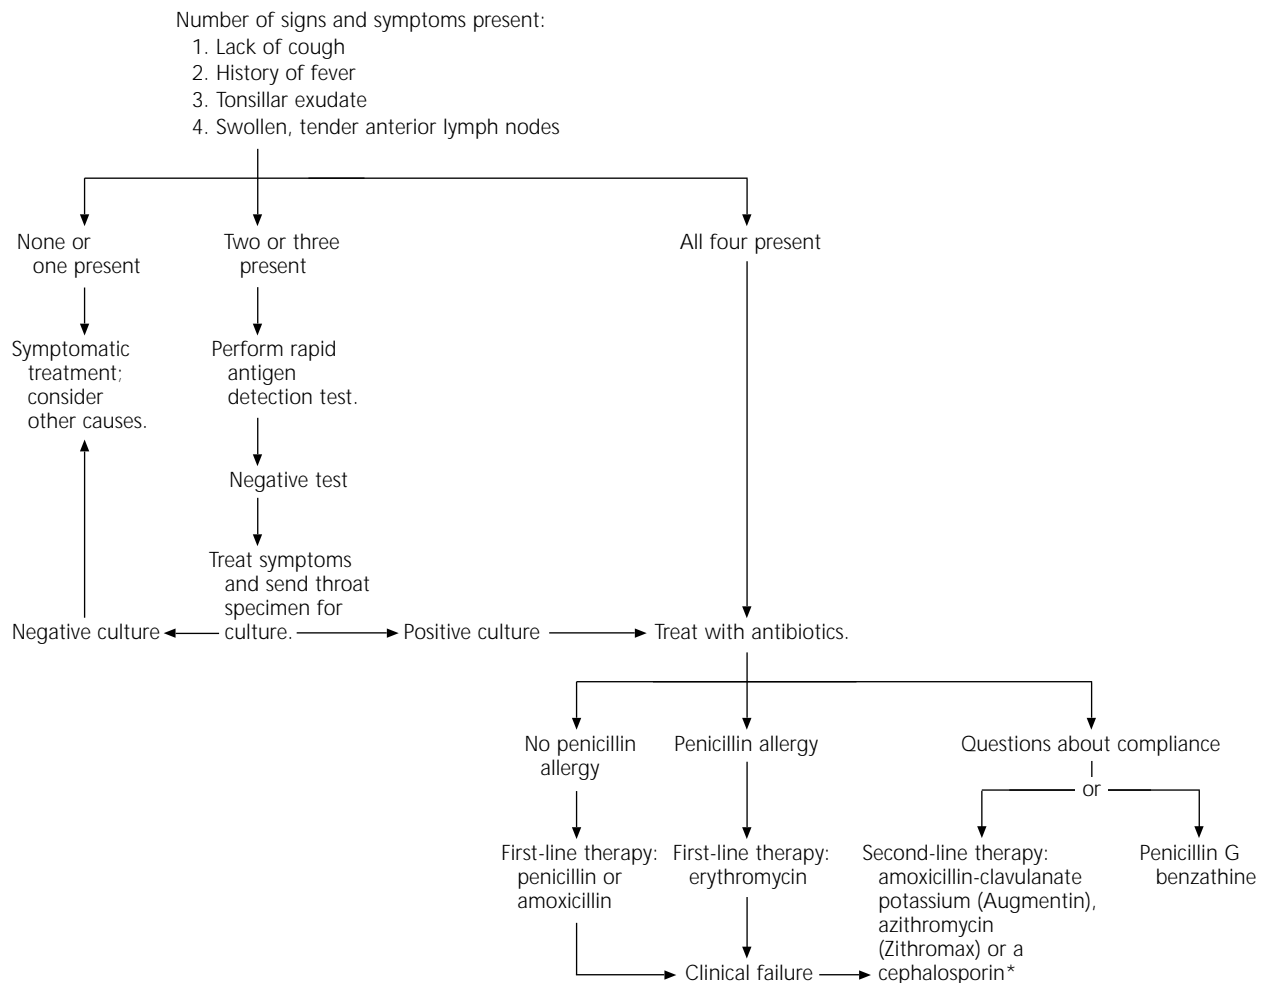 Number of signs and symptoms present:
1. Lack of cough
2. History of fever
3. Tonsillar exudate
4. Swollen, tender anterior lymph nodes
None or
one present
Two or three
present
All four present
Symptomatic
treatment;
consider
other causes.
Perform rapid
antigen
detection test.
Negative test
Treat symptoms
and send throat
specimen for
culture.
Negative culture
Positive culture
Treat with antibiotics.
No penicillin
allergy
Penicillin allergy
Questions about compliance
or
First-line therapy:
penicillin or
amoxicillin
First-line therapy:
erythromycin
Second-line therapy:
amoxicillin-clavulanate
potassium (Augmentin),
azithromycin
(Zithromax) or a
cephalosporin*
Penicillin G
benzathine
Clinical failure